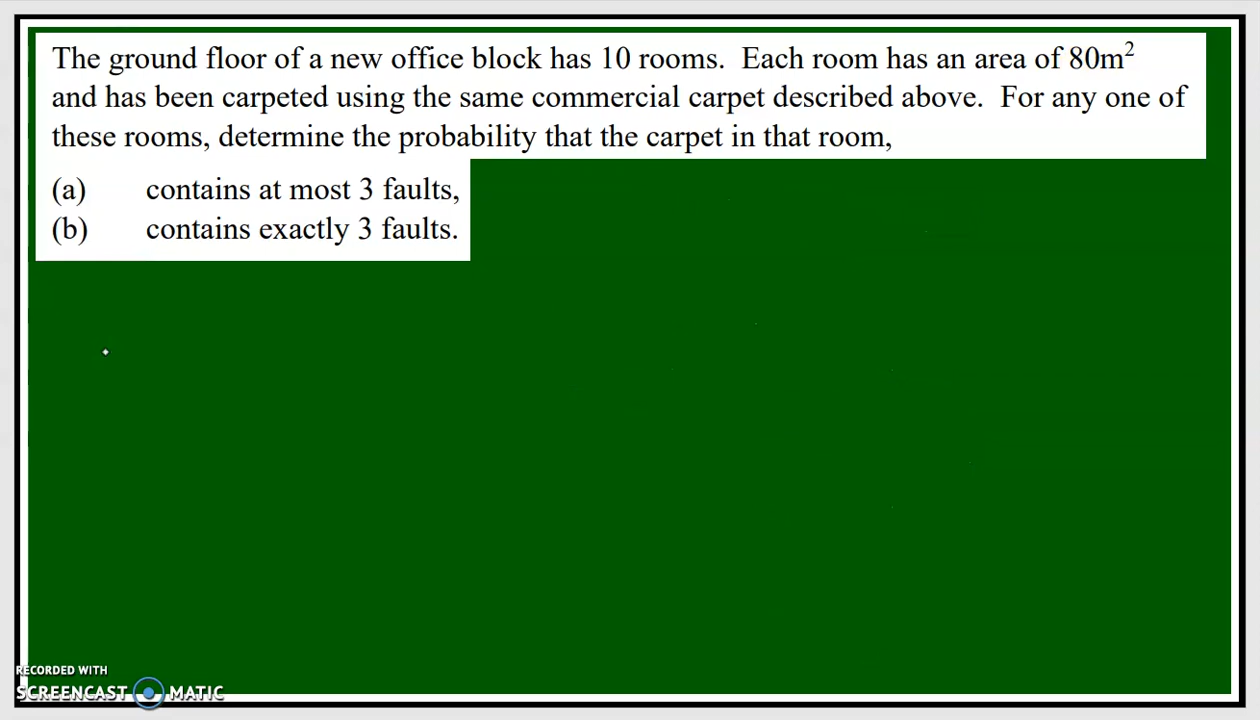 The ground floor of a new office block has 10 rooms. Each room has an area of 80m²
and has been carpeted using the same commercial carpet described above. For any one of
these rooms, determine the probability that the carpet in that room,
(a) contains at most 3 faults,
(b) contains exactly 3 faults.
RECORDED WITH
SCREENCAST MATIC